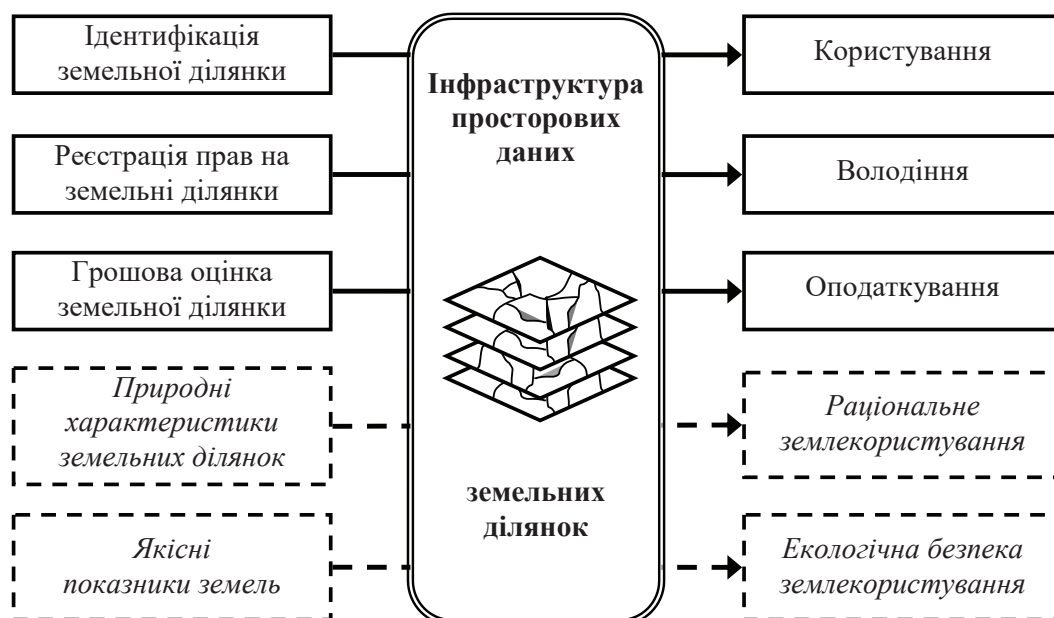 Ідентифікація
земельної ділянки
Реєстрація прав на
земельні ділянки
Грошова оцінка
земельної ділянки
Природні
характеристики
земельних ділянок
Якісні
показники земель
Інфраструктура
просторових
даних
земельних
ділянок
Користування
Володіння
Оподаткування
Раціональне
землекористування
Екологічна безпека
землекористування